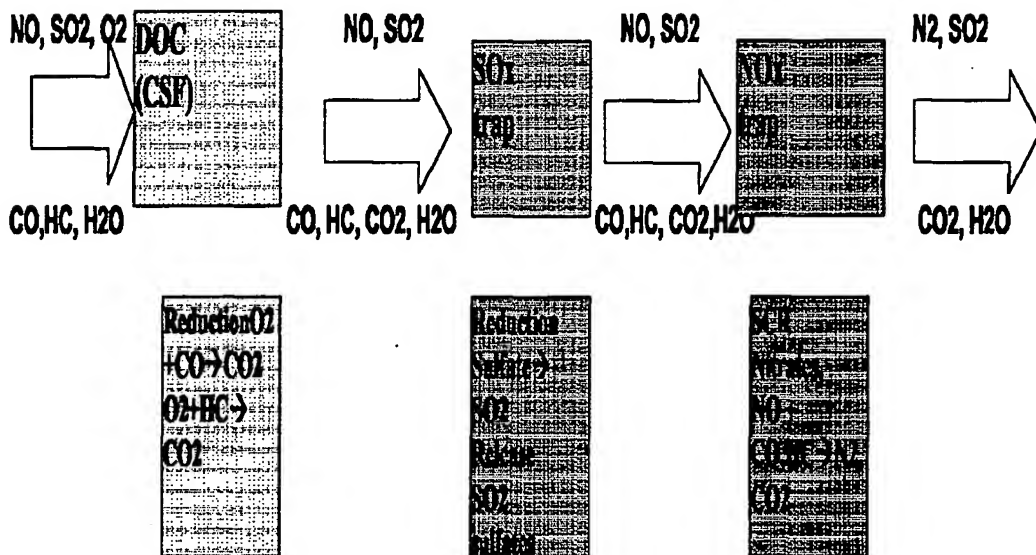 NO, SO2, O2
DOC
(CSF)
NO, SO2
SOx
trap
NO, SO2
NOx
trap
N2, SO2
CO,HC, H2O
CO, HC, CO2, H2O
CO,HC, CO2,H2O
CO2, H2O
ReductionO2
+CO→CO2
O2+HC→
CO2
Reduction
Sulfate→
SO2
Release
SO2
SCR
Nitrates,
NO
→N2
CO2